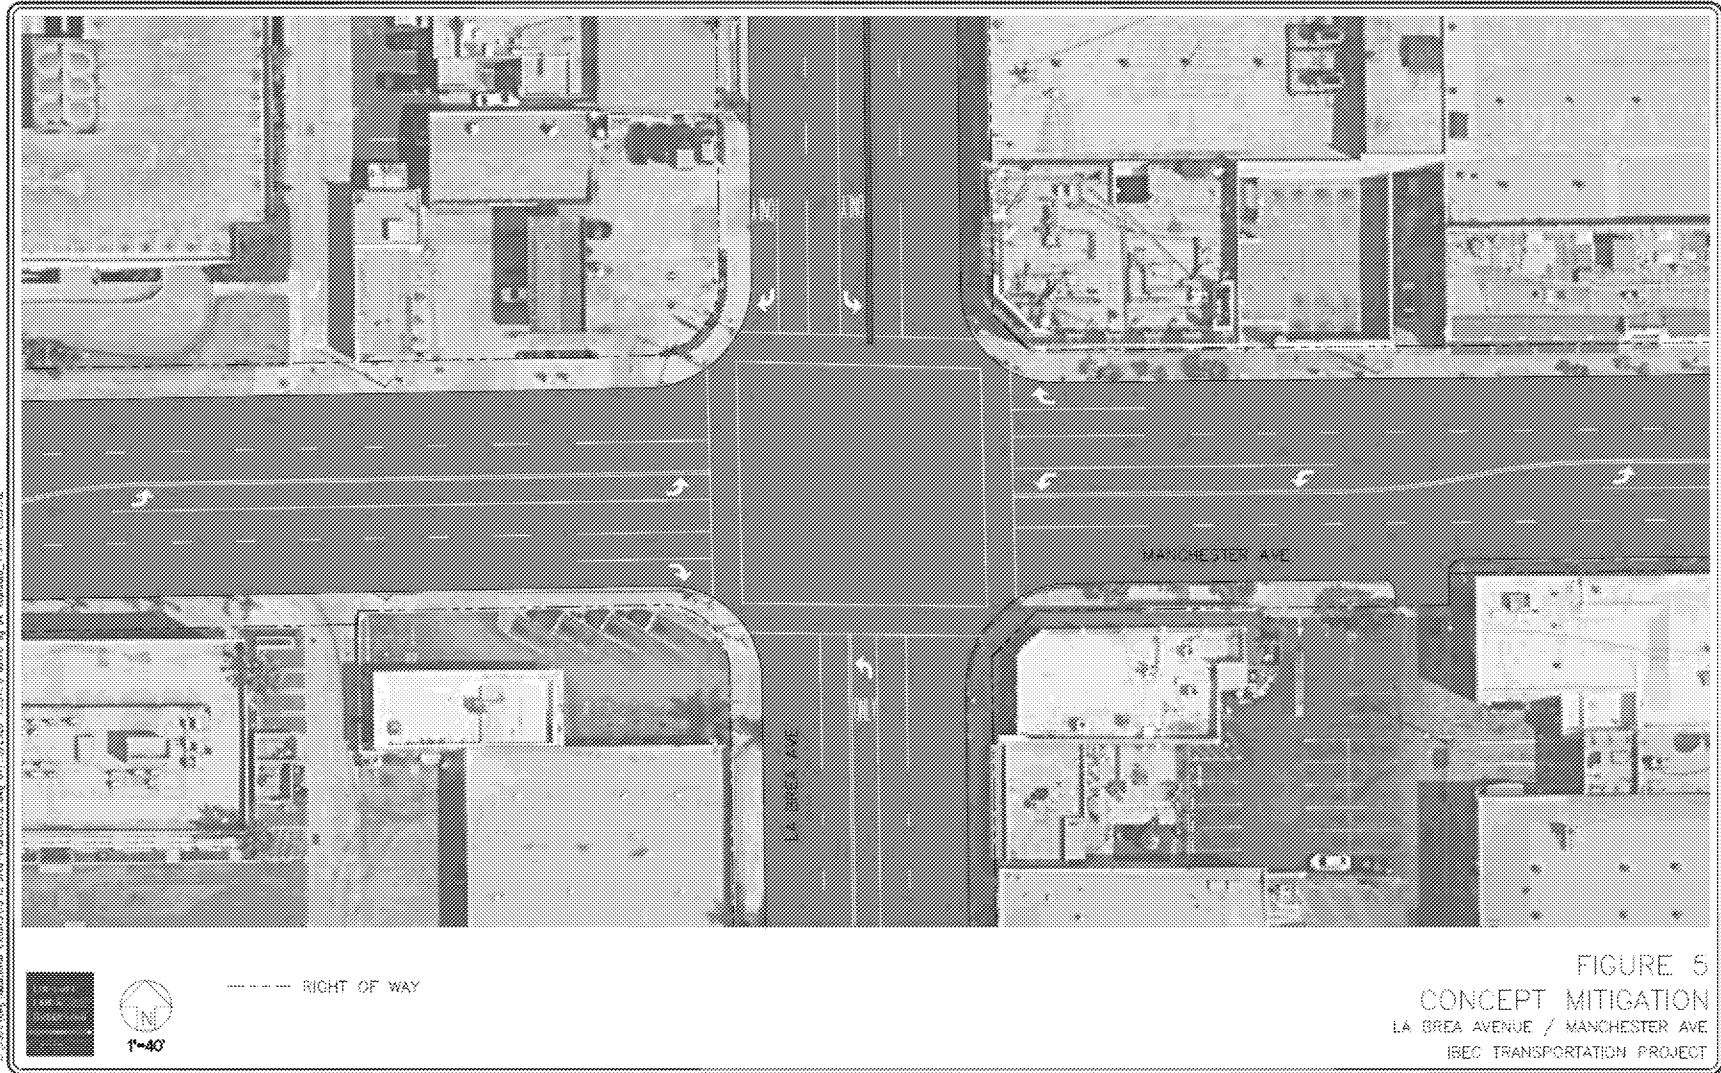 MANCHESTER AVE
LA BREA AVE
RIGHT OF WAY
N
1"=40'
FIGURE 5
CONCEPT MITIGATION
LA BREA AVENUE / MANCHESTER AVE
IBEC TRANSPORTATION PROJECT